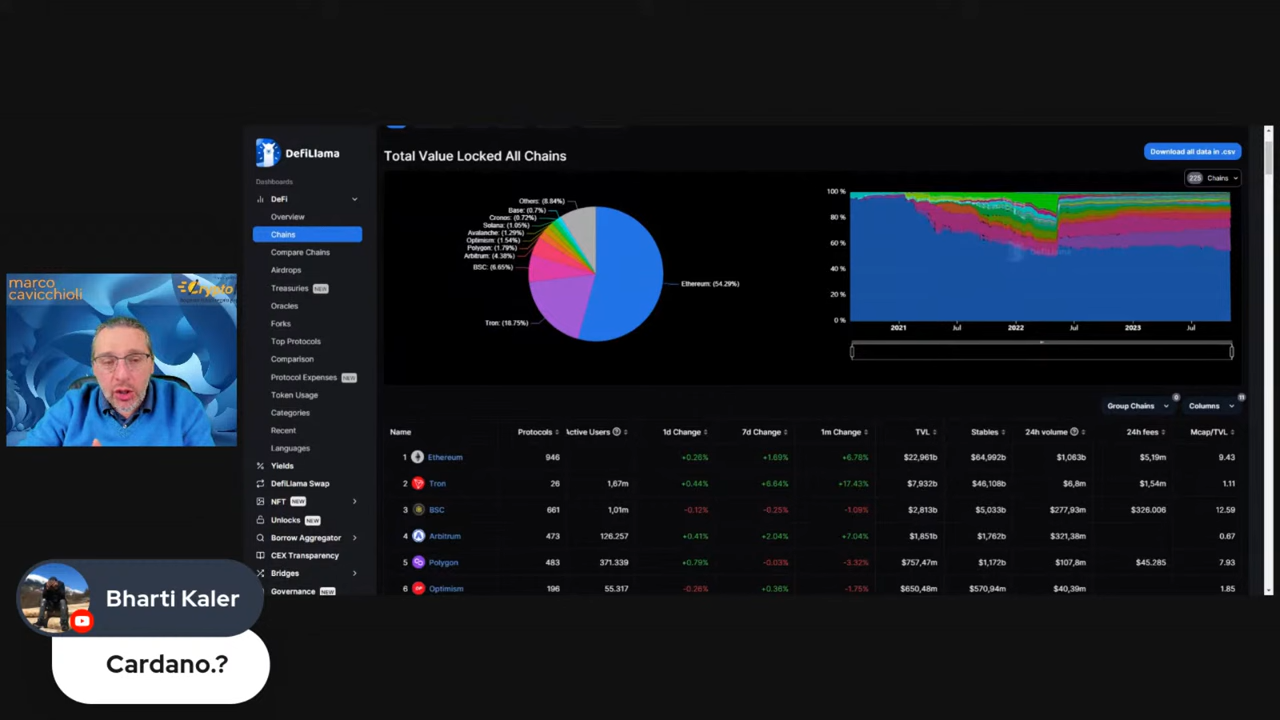 DefiLlama
Dashboards
DeFi
Overview
Chains
Compare Chains
Airdrops
Treasuries NEW
Oracles
Forks
Top Protocols
Comparison
Protocol Expenses NEW
Token Usage
Categories
Recent
Languages
Yields
DefiLlama Swap
NFT NEW
Unlocks NEW
Borrow Aggregator
CEX Transparency
Bridges
Governance NEW
Total Value Locked All Chains
Download all data in .csv
225 Chains
Others: (8.84%)
Base: (0.7%)
Cronos: (0.72%)
Solana: (1.05%)
Avalanche: (1.29%)
Optimism: (1.54%)
Polygon: (1.79%)
Arbitrum: (4.38%)
BSC: (6.65%)
Tron: (18.75%)
Ethereum: (54.29%)
100 %
80 %
60 %
40 %
20 %
0 %
2021 Jul 2022 Jul 2023 Jul
Group Chains 0 Columns 11
Name Protocols Active Users 1d Change 7d Change 1m Change TVL Stables 24h volume 24h fees Mcap/TVL
1 Ethereum 946 +0.26% +1.69% +6.76% $22,961b $64,992b $1,063b $5,19m 9.43
2 Tron 26 1,67m +0.44% +6.64% +17.43% $7,932b $46,108b $6,8m $1,54m 1.11
3 BSC 661 1,01m -0.12% -0.25% -1.09% $2,813b $5,033b $277,93m $326.006 12.59
4 Arbitrum 473 126.257 +0.41% +2.04% +7.04% $1,851b $1,762b $321,38m 0.67
5 Polygon 483 371.339 +0.79% -0.03% -3.32% $757,47m $1,172b $107,8m $45.285 7.93
6 Optimism 196 55.317 -0.26% +0.36% -1.75% $650,48m $570,94m $40,39m 1.85
marco
cavicchioli
Crypto
Bharti Kaler
Cardano.?